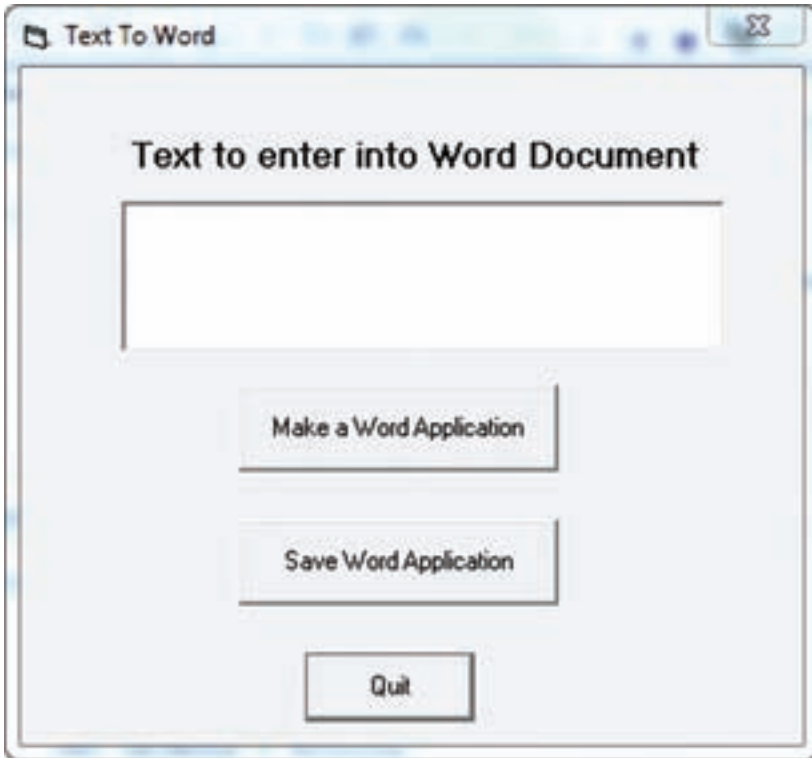 Text To Word
Text to enter into Word Document
Make a Word Application
Save Word Application
Quit